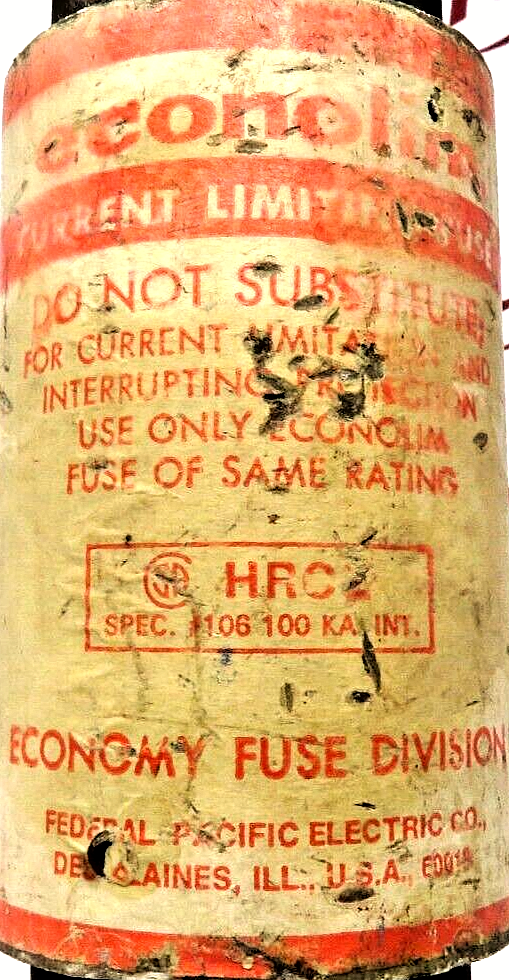 econolim
CURRENT LIMITING FUSE
DO NOT SUBSTITUTE,
FOR CURRENT LIMITATION AND
INTERRUPTING PROTECTION
USE ONLY ECONOLIM
FUSE OF SAME RATING
HRC
SPEC. #106 100 KA. INT.
ECONOMY FUSE DIVISION
FEDERAL PACIFIC ELECTRIC CO.,
DES PLAINES, ILL., U.S.A.,